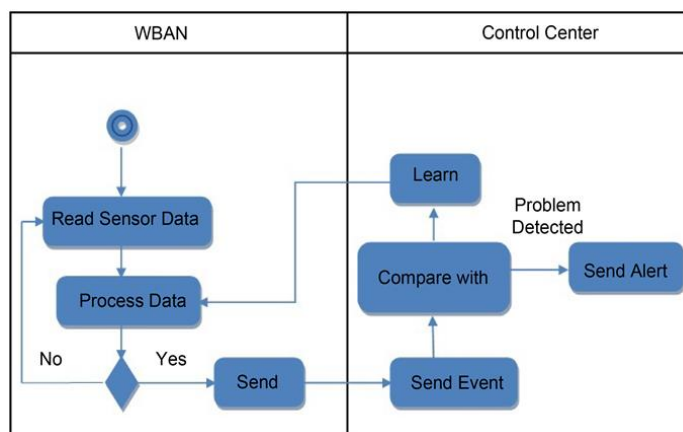 WBAN
Control Center
Learn
Problem
Detected
Read Sensor Data
Compare with
Send Alert
Process Data
No
Yes
Send
Send Event